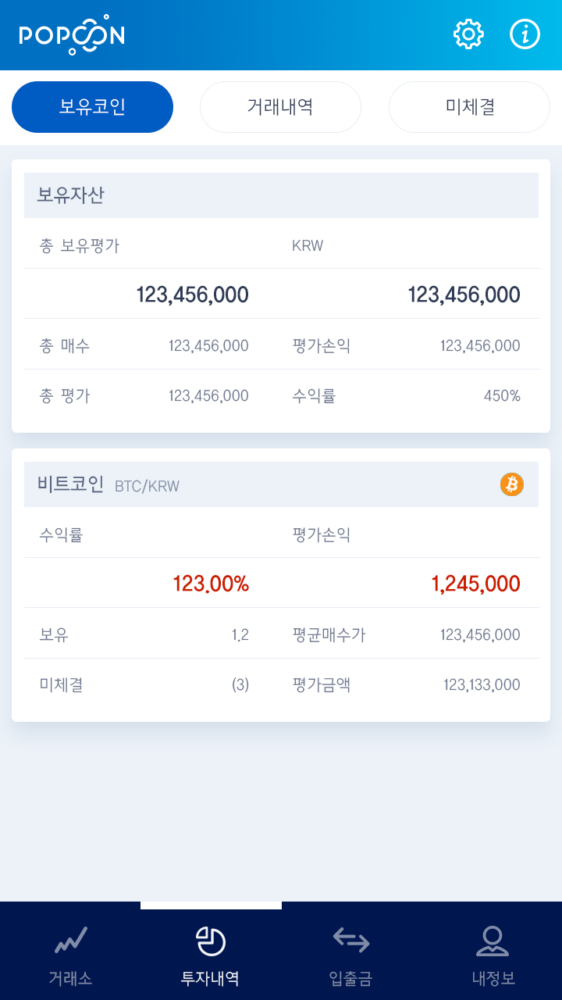 POPCON
보유코인 거래내역 미체결
보유자산
총 보유평가 KRW
123,456,000 123,456,000
총 매수 123,456,000 평가손익 123,456,000
총 평가 123,456,000 수익률 450%
비트코인 BTC/KRW
수익률 평가손익
123.00% 1,245,000
보유 1.2 평균매수가 123,456,000
미체결 (3) 평가금액 123,133,000
거래소 투자내역 입출금 내정보